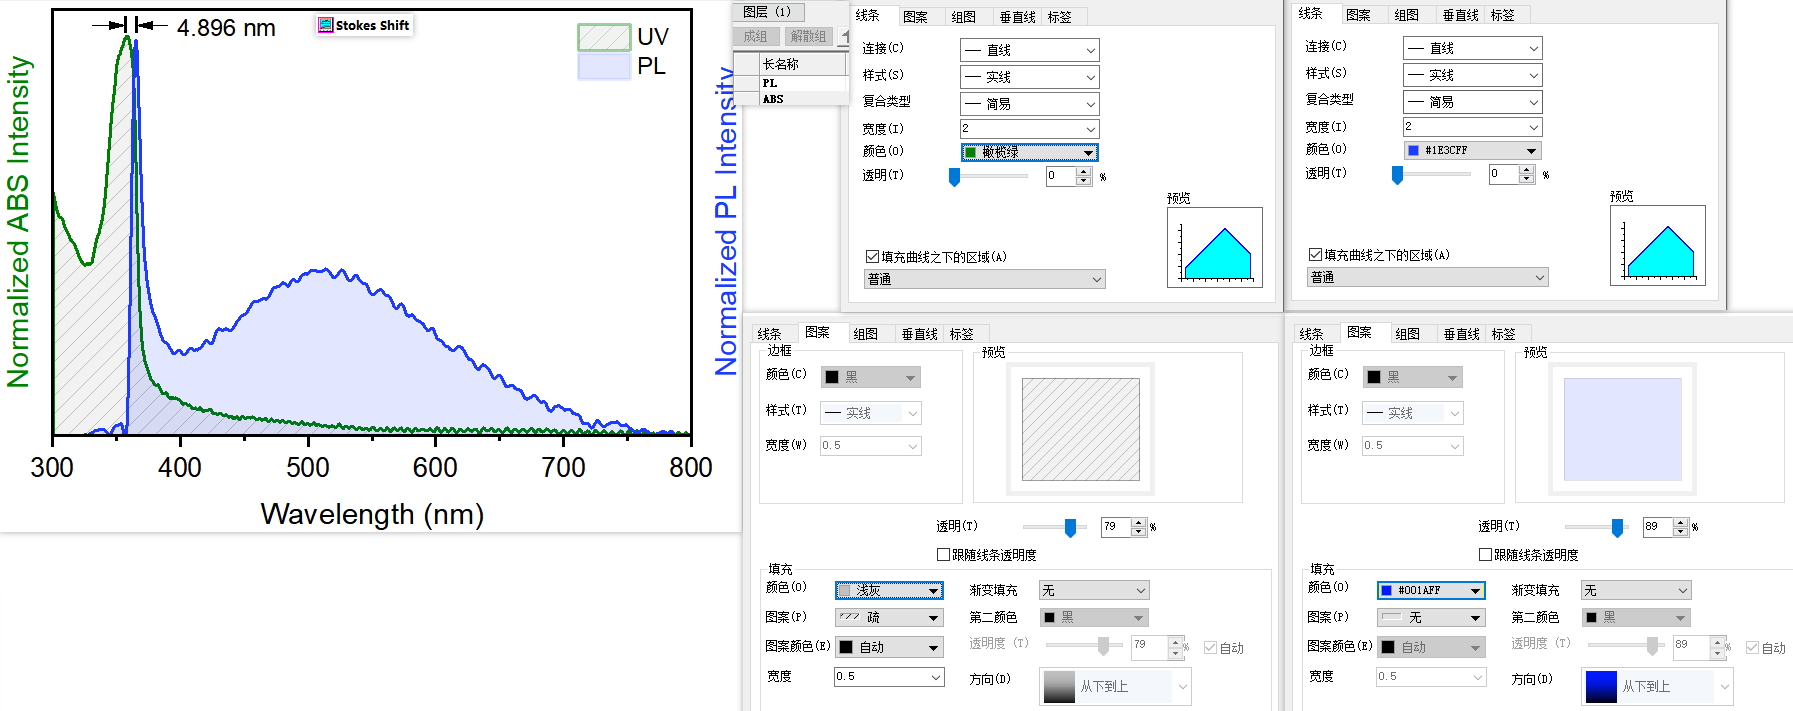 4.896 nm
Stokes Shift
UV
PL
Normalized ABS Intensity
Normalized PL Intensity
300 400 500 600 700 800
Wavelength (nm)
图层 (1)
成组 解散组
长名称
PL
ABS
线条 图案 组图 垂直线 标签
连接(C) 直线
样式(S) 实线
复合类型 简易
宽度(I) 2
颜色(O) 橄榄绿
透明(T) 0 %
预览
填充曲线之下的区域(A)
普通
线条 图案 组图 垂直线 标签
连接(C) 直线
样式(S) 实线
复合类型 简易
宽度(I) 2
颜色(O) #1E3CFF
透明(T) 0 %
预览
填充曲线之下的区域(A)
普通
线条 图案 组图 垂直线 标签
边框
颜色(C) 黑
样式(T) 实线
宽度(W) 0.5
预览
透明(T) 79 %
跟随线条透明度
填充
颜色(O) 浅灰
图案(P) 疏
图案颜色(E) 自动
宽度 0.5
渐变填充 无
第二颜色 黑
透明度 (T) 79 % 自动
方向(D) 从下到上
线条 图案 组图 垂直线 标签
边框
颜色(C) 黑
样式(T) 实线
宽度(W) 0.5
预览
透明(T) 89 %
跟随线条透明度
填充
颜色(O) #001AFF
图案(P) 无
图案颜色(E) 自动
宽度 0.5
渐变填充 无
第二颜色 黑
透明度 (T) 89 % 自动
方向(D) 从下到上